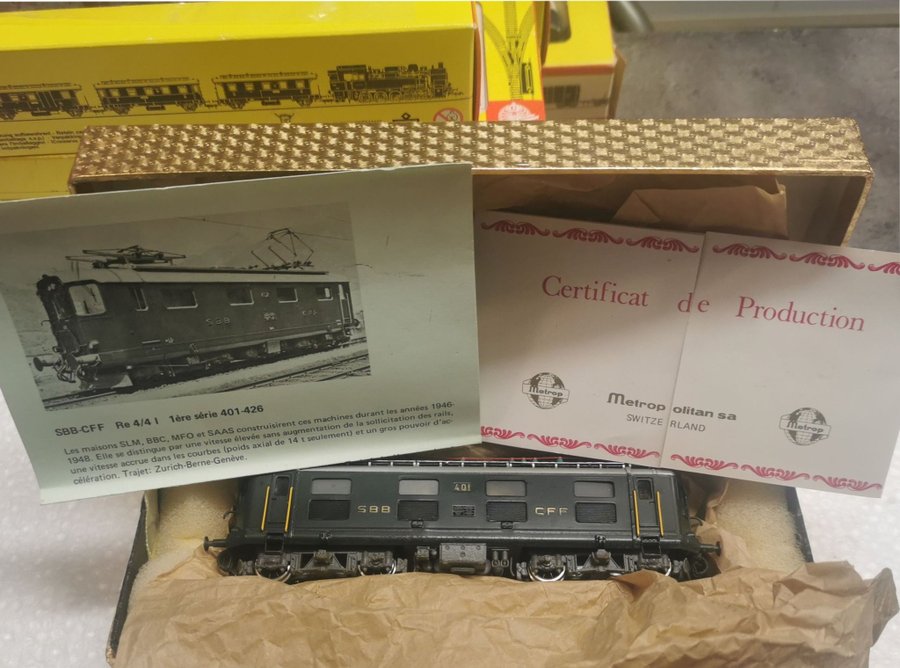 SBB CFF
SBB-CFF Re 4/4 I 1ère série 401-426
Les maisons SLM, BBC, MFO et SAAS construisirent ces machines durant les années 1946-
1948. Elle se distingue par une vitesse élevée sans augmentation de la sollicitation des rails,
une vitesse accrue dans les courbes (poids axial de 14 t seulement) et un gros pouvoir d'ac-
célération. Trajet: Zurich-Berne-Genève.
Certificat de Production
Metrop
Metropolitan sa
SWITZERLAND
Metrop
401
SBB CFF